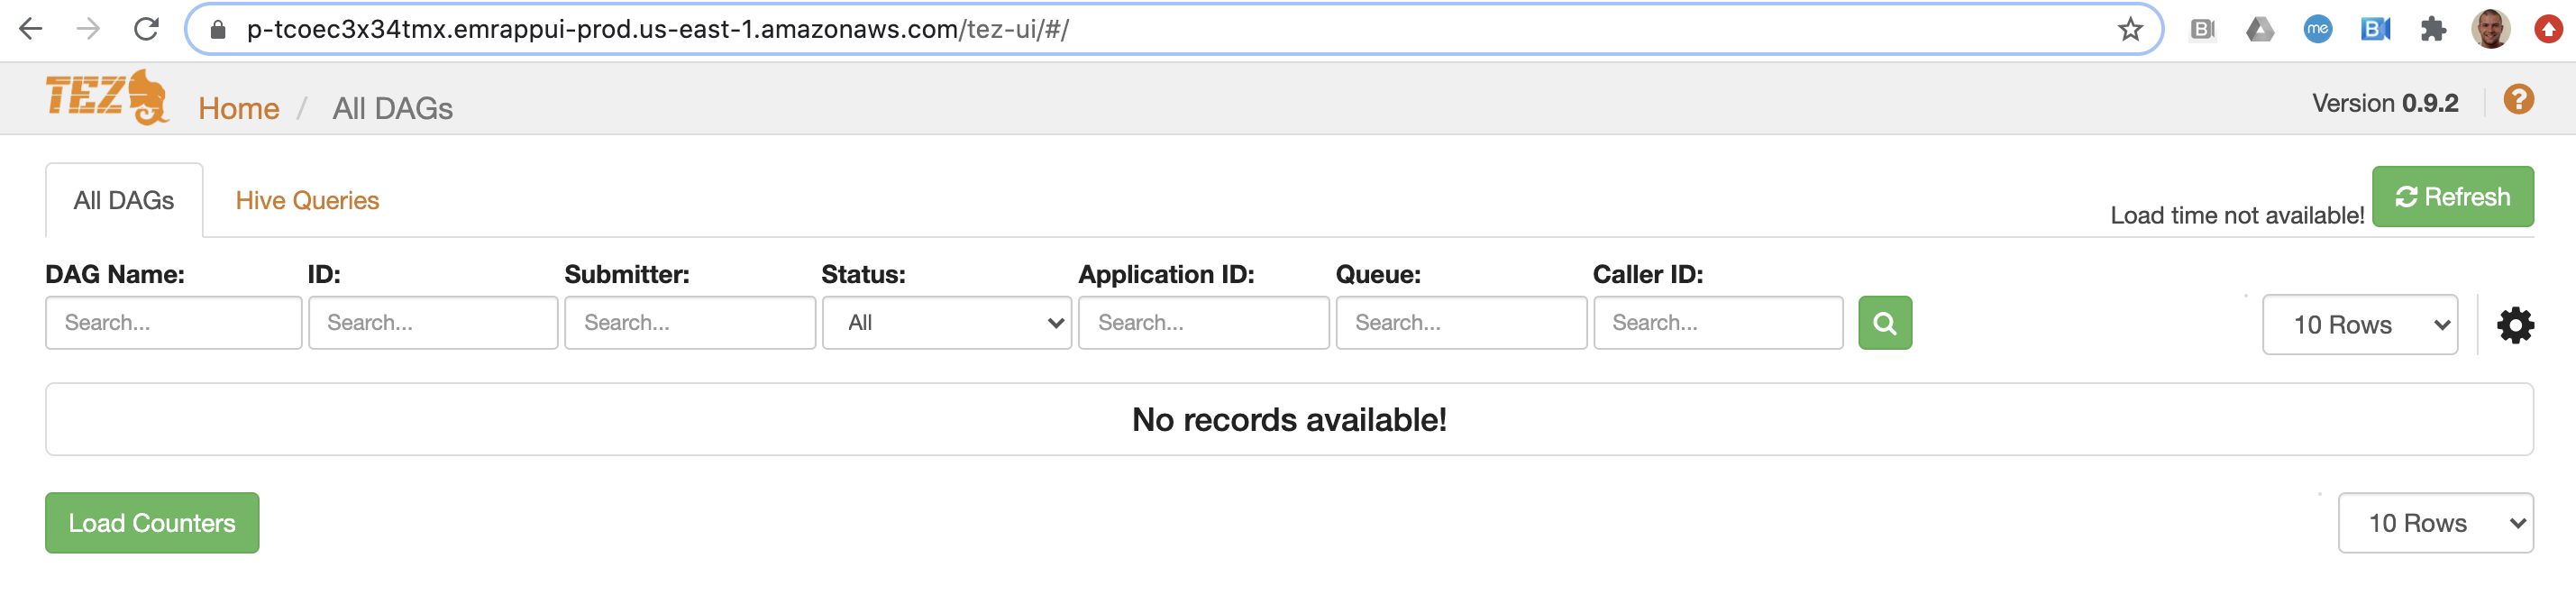 p-tcoec3x34tmx.emrappui-prod.us-east-1.amazonaws.com/tez-ui/#/
me
TEZ Home / All DAGs Version 0.9.2 ?
All DAGs Hive Queries Load time not available! Refresh
DAG Name: ID: Submitter: Status: Application ID: Queue: Caller ID:
Search... Search... Search... All Search... Search... Search... 10 Rows
No records available!
Load Counters 10 Rows